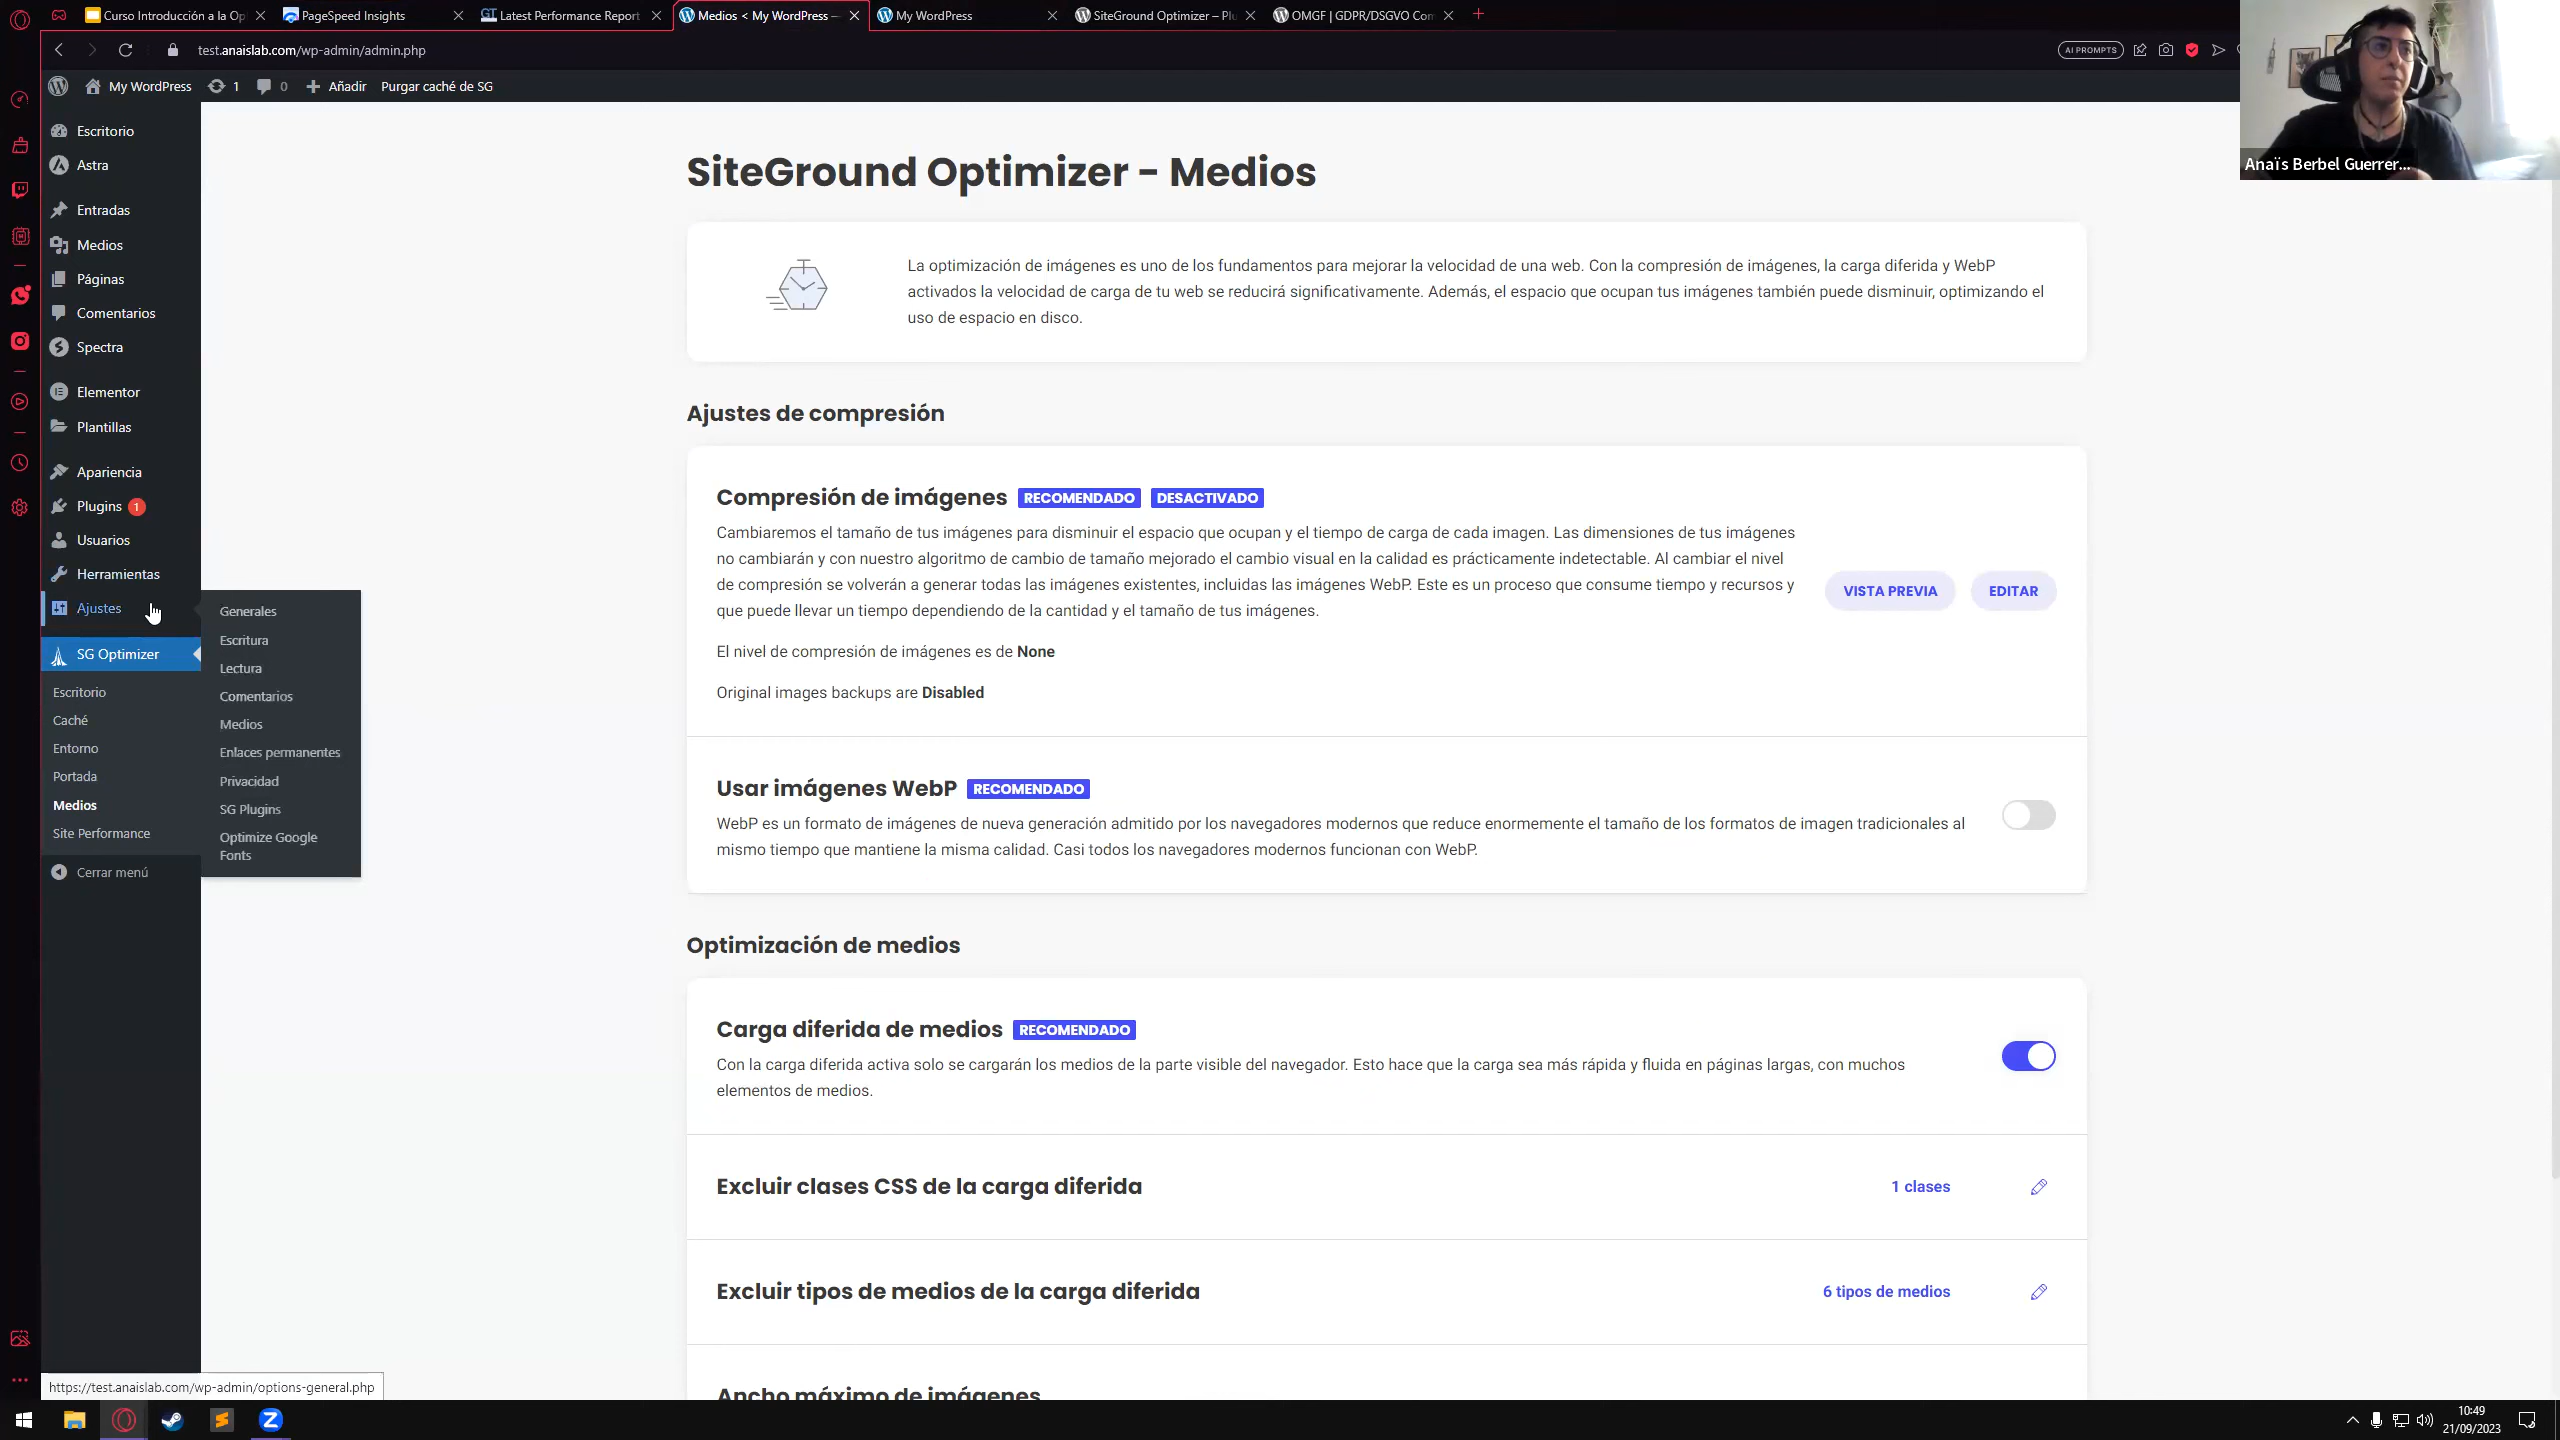 Curso Introducción a la Op
PageSpeed Insights
GT Latest Performance Report
Medios < My WordPress —
My WordPress
SiteGround Optimizer – Plu
OMGF | GDPR/DSGVO Com
test.anaislab.com/wp-admin/admin.php
AI PROMPTS
My WordPress
1
0
Añadir
Purgar caché de SG
Anaïs Berbel Guerrer...
Escritorio
Astra
Entradas
Medios
Páginas
Comentarios
Spectra
Elementor
Plantillas
Apariencia
Plugins 1
Usuarios
Herramientas
Ajustes
SG Optimizer
Escritorio
Caché
Entorno
Portada
Medios
Site Performance
Cerrar menú
Generales
Escritura
Lectura
Comentarios
Medios
Enlaces permanentes
Privacidad
SG Plugins
Optimize Google
Fonts
SiteGround Optimizer - Medios
La optimización de imágenes es uno de los fundamentos para mejorar la velocidad de una web. Con la compresión de imágenes, la carga diferida y WebP
activados la velocidad de carga de tu web se reducirá significativamente. Además, el espacio que ocupan tus imágenes también puede disminuir, optimizando el
uso de espacio en disco.
Ajustes de compresión
Compresión de imágenes RECOMENDADO DESACTIVADO
Cambiaremos el tamaño de tus imágenes para disminuir el espacio que ocupan y el tiempo de carga de cada imagen. Las dimensiones de tus imágenes
no cambiarán y con nuestro algoritmo de cambio de tamaño mejorado el cambio visual en la calidad es prácticamente indetectable. Al cambiar el nivel
de compresión se volverán a generar todas las imágenes existentes, incluidas las imágenes WebP. Este es un proceso que consume tiempo y recursos y
que puede llevar un tiempo dependiendo de la cantidad y el tamaño de tus imágenes.
El nivel de compresión de imágenes es de None
Original images backups are Disabled
VISTA PREVIA
EDITAR
Usar imágenes WebP RECOMENDADO
WebP es un formato de imágenes de nueva generación admitido por los navegadores modernos que reduce enormemente el tamaño de los formatos de imagen tradicionales al
mismo tiempo que mantiene la misma calidad. Casi todos los navegadores modernos funcionan con WebP.
Optimización de medios
Carga diferida de medios RECOMENDADO
Con la carga diferida activa solo se cargarán los medios de la parte visible del navegador. Esto hace que la carga sea más rápida y fluida en páginas largas, con muchos
elementos de medios.
Excluir clases CSS de la carga diferida
1 clases
Excluir tipos de medios de la carga diferida
6 tipos de medios
Ancho máximo de imágenes
https://test.anaislab.com/wp-admin/options-general.php
10:49
21/09/2023